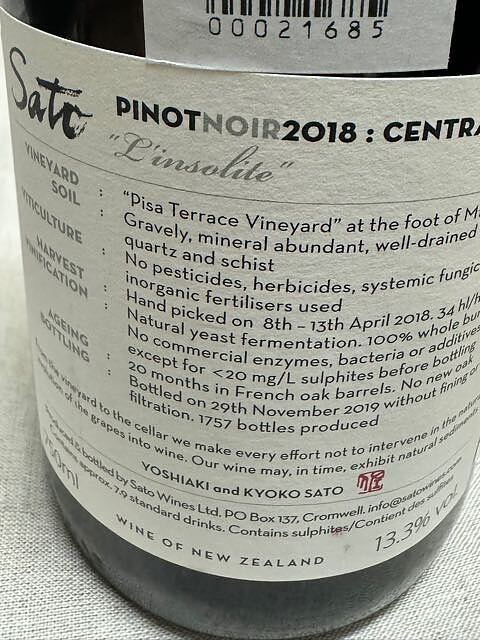 00021685
Sato
PINOTNOIR2018 : CENTRA
"L'insolite"
VINEYARD : "Pisa Terrace Vineyard" at the foot of M
SOIL : Gravely, mineral abundant, well-drained
quartz and schist
VITICULTURE : No pesticides, herbicides, systemic fungic
inorganic fertilisers used
HARVEST : Hand picked on 8th - 13th April 2018. 34 hl/h
VINIFICATION : Natural yeast fermentation. 100% whole bu
No commercial enzymes, bacteria or additives
except for <20 mg/L sulphites before bottling
AGEING : 20 months in French oak barrels. No new oak
BOTTLING : Bottled on 29th November 2019 without fining or
filtration. 1757 bottles produced
From the vineyard to the cellar we make every effort not to intervene in the natural
of the grapes into wine. Our wine may, in time, exhibit natural sediments
YOSHIAKI and KYOKO SATO
Produced & bottled by Sato Wines Ltd. PO Box 137, Cromwell. info@satowines.com
approx. 7.9 standard drinks. Contains sulphites/Contient des sulfites
750ml
13.3% VOL
WINE OF NEW ZEALAND